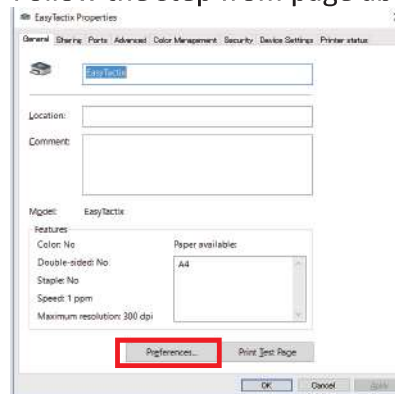 Follow the step from page ab
EasyTactix Properties
General Sharing Ports Advanced Color Management Security Device Settings Printer status
EasyTactix
Location:
Comment:
Model: EasyTactix
Features
Color: No
Paper available:
Double-sided: No
A4
Staple: No
Speed: 1 ppm
Maximum resolution: 300 dpi
Preferences...
Print Test Page
OK
Cancel
Apply